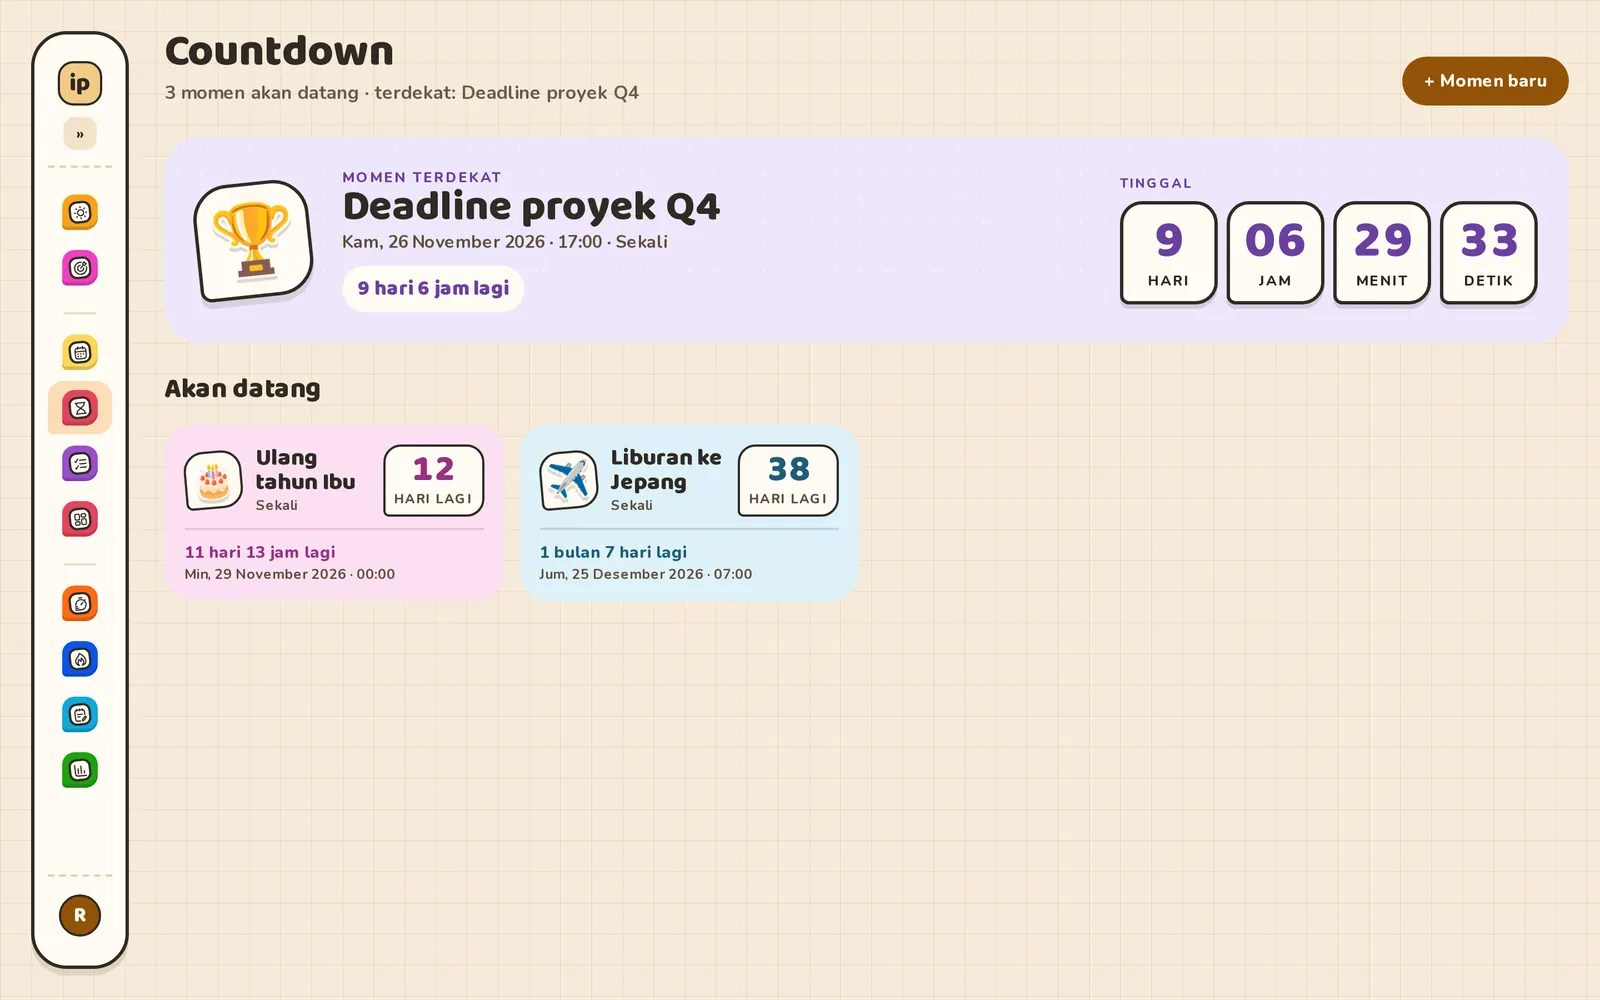 ip
»
Countdown
3 momen akan datang · terdekat: Deadline proyek Q4
+ Momen baru
MOMEN TERDEKAT
Deadline proyek Q4
Kam, 26 November 2026 · 17:00 · Sekali
9 hari 6 jam lagi
TINGGAL
9 06 29 33
HARI JAM MENIT DETIK
Akan datang
Ulang
tahun Ibu
Sekali
12
HARI LAGI
11 hari 13 jam lagi
Min, 29 November 2026 · 00:00
Liburan ke
Jepang
Sekali
38
HARI LAGI
1 bulan 7 hari lagi
Jum, 25 Desember 2026 · 07:00
R